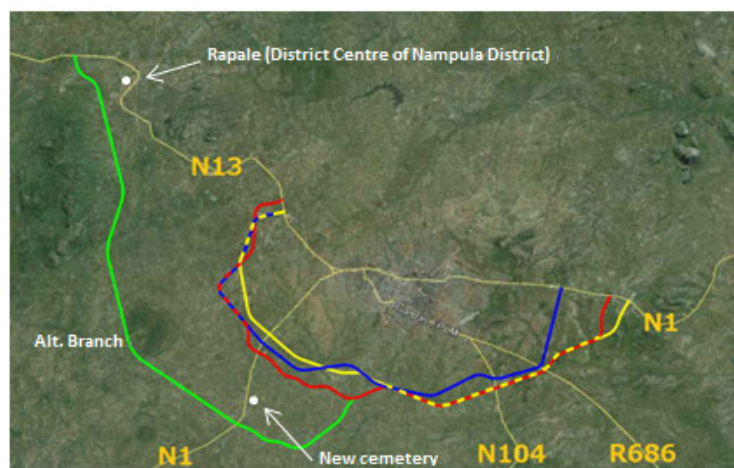 Rapale (District Centre of Nampula District)
N13
N1
Alt. Branch
New cemetery
N1
N104
R686